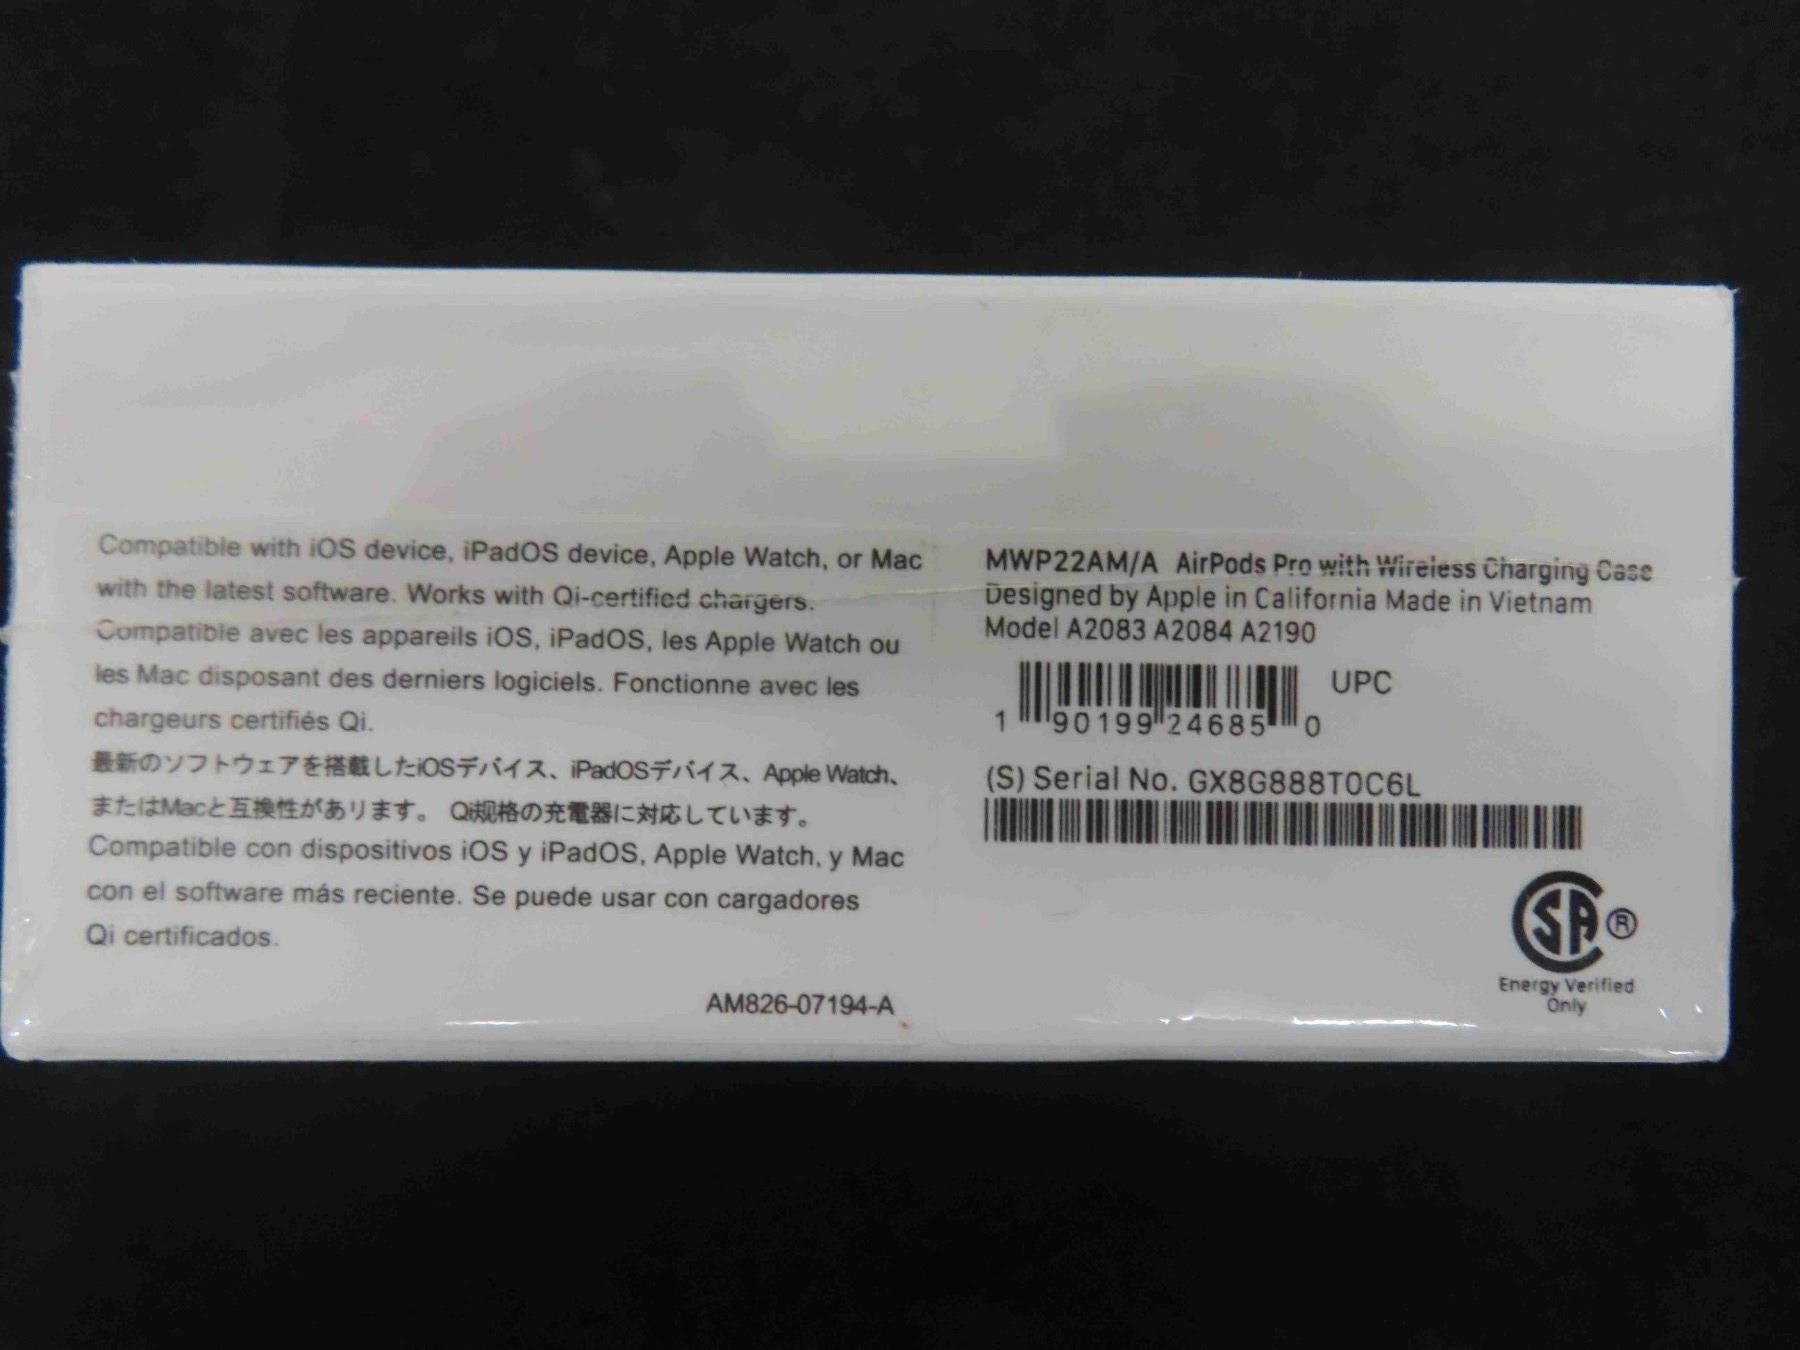 Compatible with iOS device, iPadOS device, Apple Watch, or Mac
with the latest software. Works with Qi-certified chargers.
Compatible avec les appareils iOS, iPadOS, les Apple Watch ou
les Mac disposant des derniers logiciels. Fonctionne avec les
chargeurs certifiés Qi.
最新のソフトウェアを搭載したiOSデバイス、iPadOSデバイス、Apple Watch、
またはMacと互換性があります。 Qi规格の充電器に対応しています。
Compatible con dispositivos iOS y iPadOS, Apple Watch, y Mac
con el software más reciente. Se puede usar con cargadores
Qi certificados.
AM826-07194-A
MWP22AM/A AirPods Pro with Wireless Charging Case
Designed by Apple in California Made in Vietnam
Model A2083 A2084 A2190
UPC
1 90199 24685 0
(S) Serial No. GX8G888T0C6L
SA ®
Energy Verified
Only